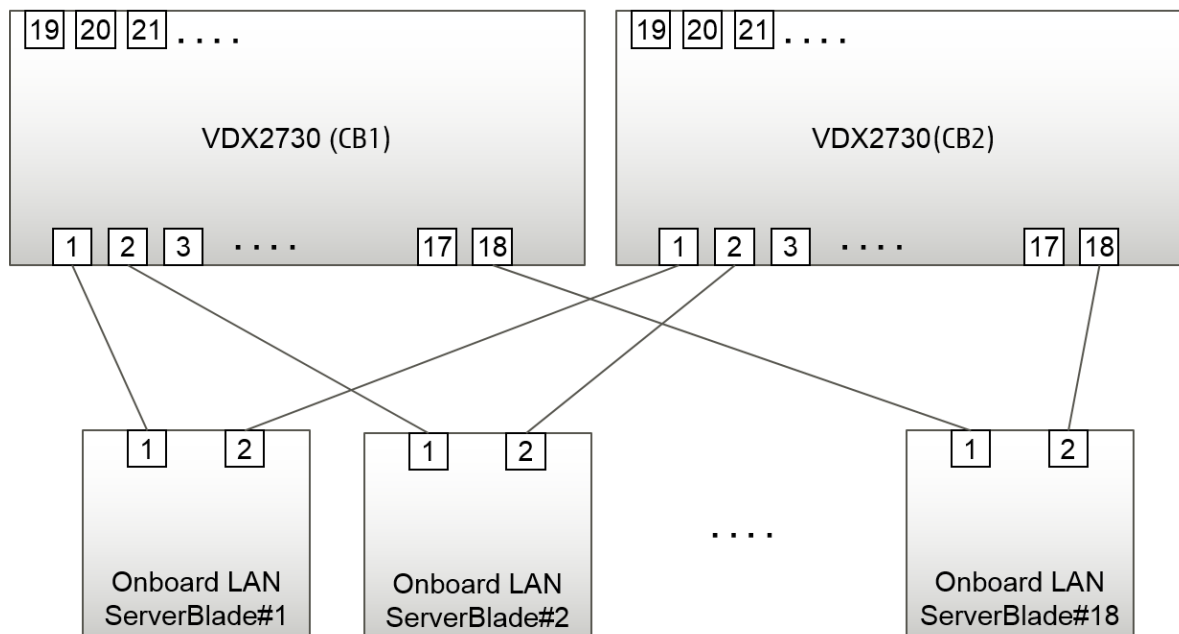 19 20 21 . . . .
19 20 21 . . . .
VDX2730 (CB1)
VDX2730(CB2)
1 2 3 . . . . 17 18
1 2 3 . . . . 17 18
1 2
1 2
1 2
. . . .
Onboard LAN
ServerBlade#1
Onboard LAN
ServerBlade#2
Onboard LAN
ServerBlade#18